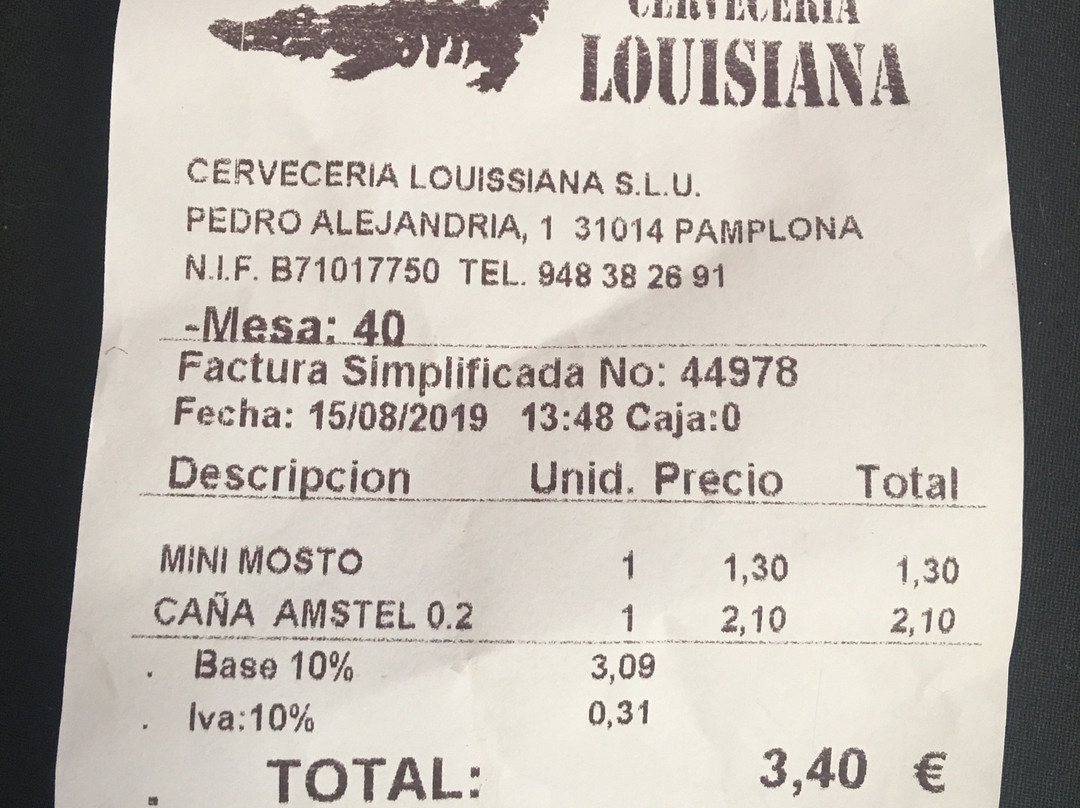 CERVECERIA
LOUISIANA
CERVECERIA LOUISSIANA S.L.U.
PEDRO ALEJANDRIA, 1 31014 PAMPLONA
N.I.F. B71017750 TEL. 948 38 26 91
-Mesa: 40
Factura Simplificada No: 44978
Fecha: 15/08/2019 13:48 Caja:0
Descripcion Unid. Precio Total
MINI MOSTO 1 1,30 1,30
CAÑA AMSTEL 0.2 1 2,10 2,10
. Base 10% 3,09
. Iva:10% 0,31
. TOTAL: 3,40 €